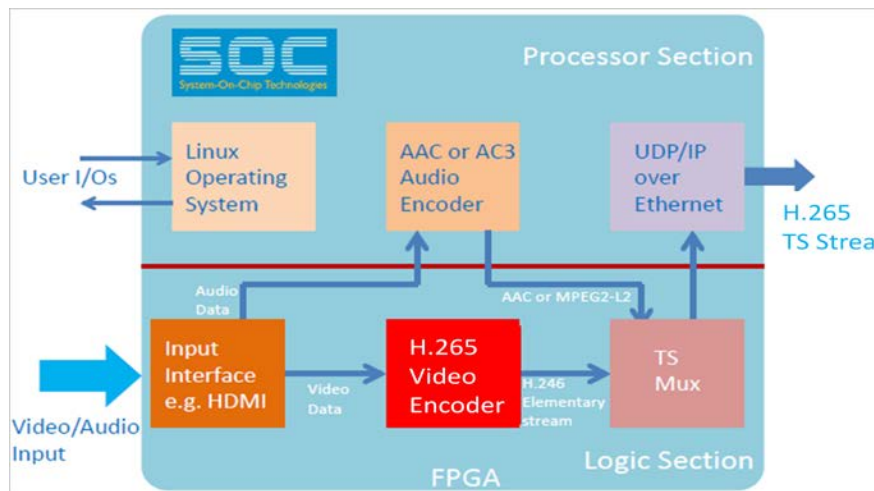 SOC
System-On-Chip Technologies
Processor Section
User I/Os
Linux
Operating
System
AAC or AC3
Audio
Encoder
UDP/IP
over
Ethernet
H.265
TS Strea
Audio
Data
AAC or MPEG2-L2
Input
Interface
e.g. HDMI
Video
Data
H.265
Video
Encoder
H.246
Elementary
stream
TS
Mux
Video/Audio
Input
FPGA
Logic Section